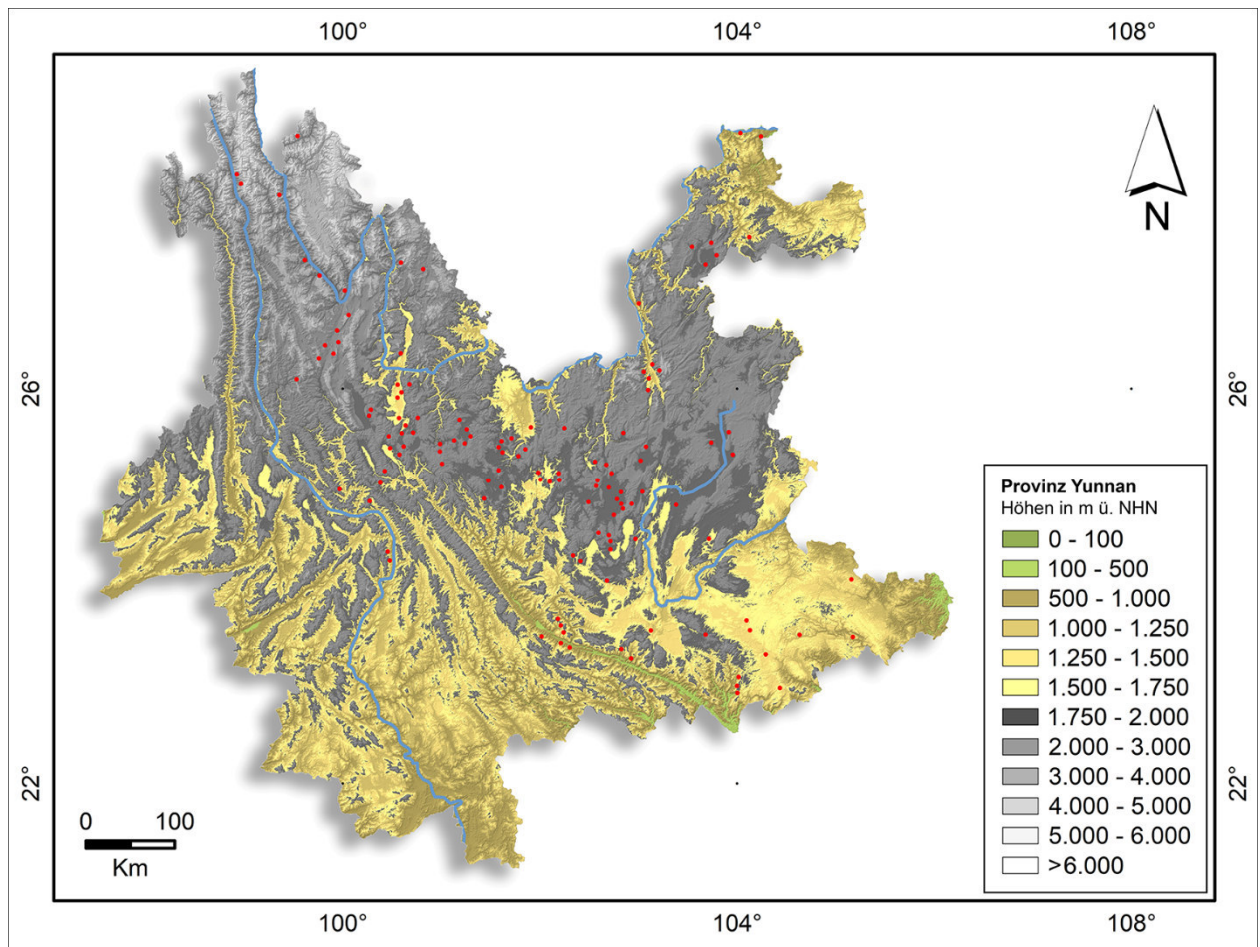 100°
104°
108°
26°
26°
22°
22°
N
0 100
Km
Provinz Yunnan
Höhen in m ü. NHN
0 - 100
100 - 500
500 - 1.000
1.000 - 1.250
1.250 - 1.500
1.500 - 1.750
1.750 - 2.000
2.000 - 3.000
3.000 - 4.000
4.000 - 5.000
5.000 - 6.000
>6.000
100°
104°
108°